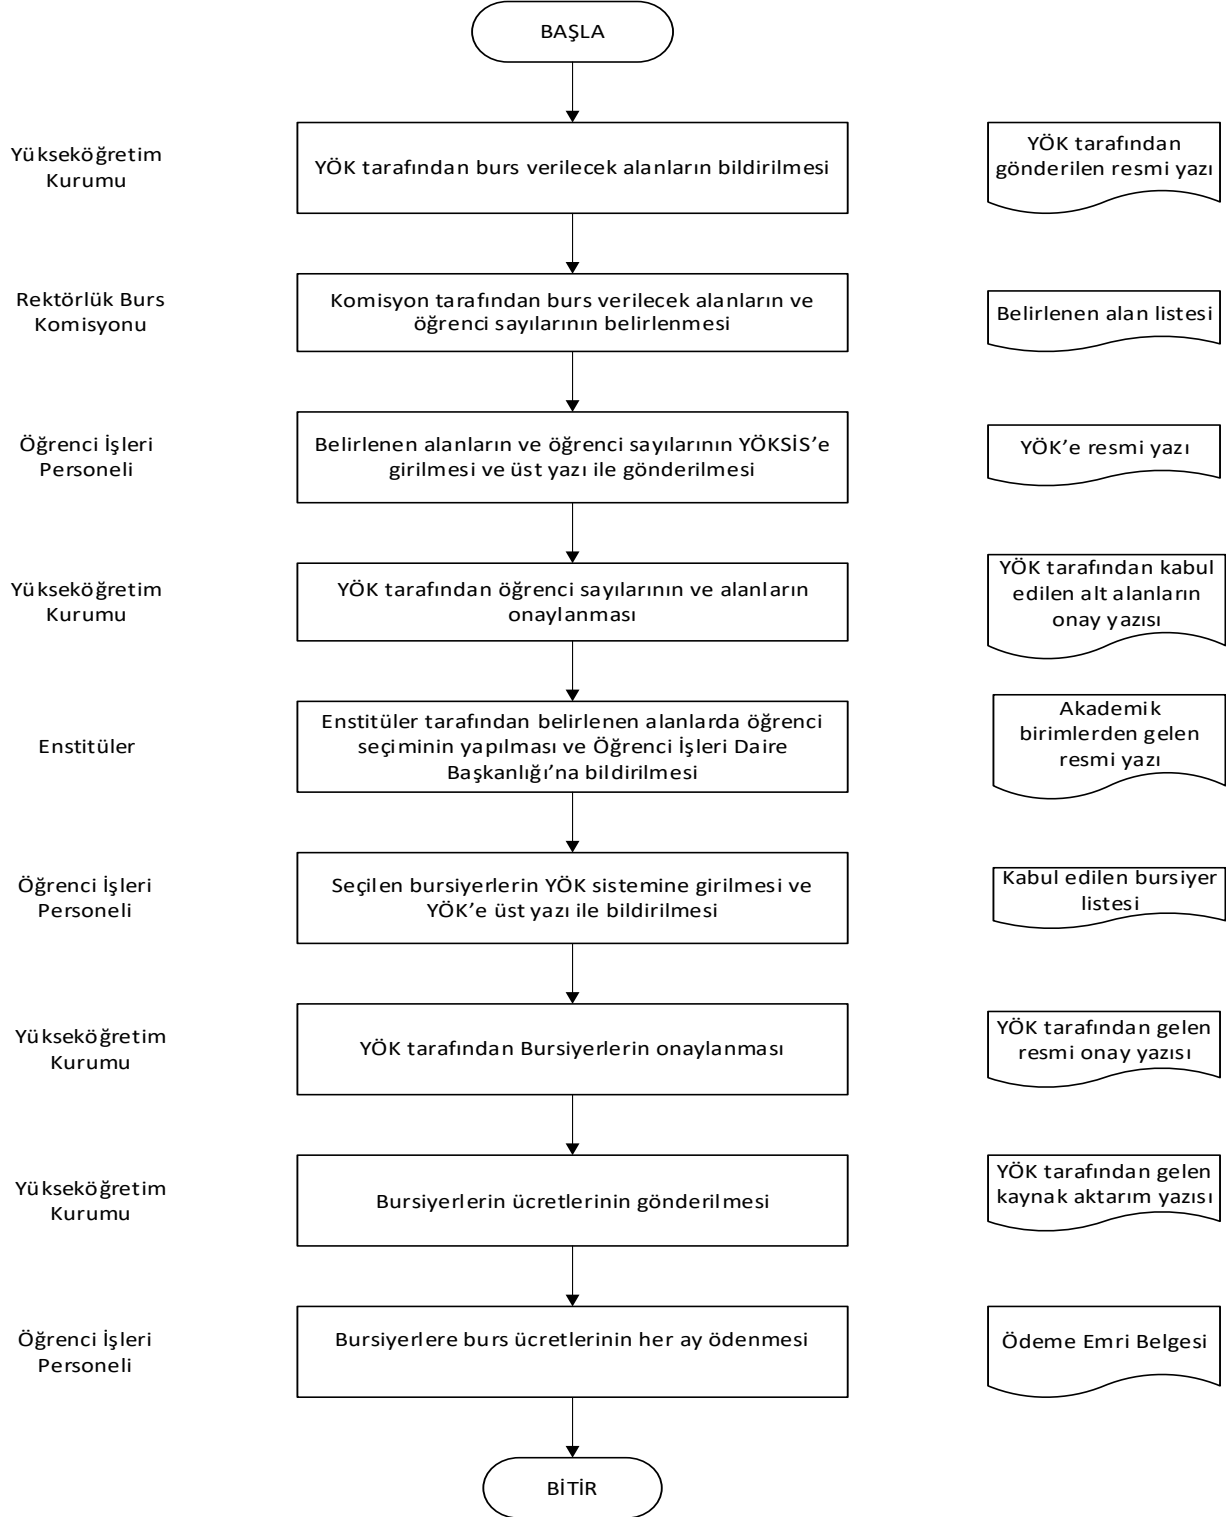 BAŞLA
Yükseköğretim
Kurumu
YÖK tarafından burs verilecek alanların bildirilmesi
YÖK tarafından
gönderilen resmi yazı
Rektörlük Burs
Komisyonu
Komisyon tarafından burs verilecek alanların ve
öğrenci sayılarının belirlenmesi
Belirlenen alan listesi
Öğrenci İşleri
Personeli
Belirlenen alanların ve öğrenci sayılarının YÖKSİS’e
girilmesi ve üst yazı ile gönderilmesi
YÖK’e resmi yazı
Yükseköğretim
Kurumu
YÖK tarafından öğrenci sayılarının ve alanların
onaylanması
YÖK tarafından kabul
edilen alt alanların
onay yazısı
Enstitüler
Enstitüler tarafından belirlenen alanlarda öğrenci
seçiminin yapılması ve Öğrenci İşleri Daire
Başkanlığı’na bildirilmesi
Akademik
birimlerden gelen
resmi yazı
Öğrenci İşleri
Personeli
Seçilen bursiyerlerin YÖK sistemine girilmesi ve
YÖK’e üst yazı ile bildirilmesi
Kabul edilen bursiyer
listesi
Yükseköğretim
Kurumu
YÖK tarafından Bursiyerlerin onaylanması
YÖK tarafından gelen
resmi onay yazısı
Yükseköğretim
Kurumu
Bursiyerlerin ücretlerinin gönderilmesi
YÖK tarafından gelen
kaynak aktarım yazısı
Öğrenci İşleri
Personeli
Bursiyerlere burs ücretlerinin her ay ödenmesi
Ödeme Emri Belgesi
BİTİR